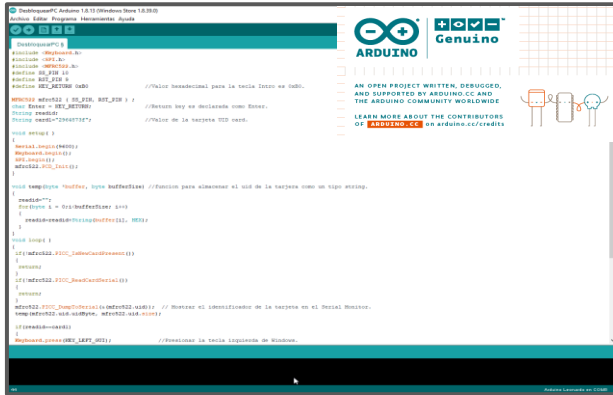 DesbloquearPC Arduino 1.8.13 (Windows Store 1.8.39.0)
Archivo Editar Programa Herramientas Ayuda
DesbloquearPC §
#include <Keyboard.h>
#include <SPI.h>
#include <MFRC522.h>
#define SS_PIN 10
#define RST_PIN 9
#define KEY_RETURN 0xB0 //Valor hexadecimal para la tecla Intro es 0xB0.
MFRC522 mfrc522 ( SS_PIN, RST_PIN ) ;
char Enter = KEY_RETURN; //Return key es declarada como Enter.
String readid;
String card1="2944973f"; //Valor de la tarjeta UID card.
void setup( )
{
Serial.begin(9600);
Keyboard.begin();
SPI.begin();
mfrc522.PCD_Init();
}
void temp(byte *buffer, byte bufferSize) //funcion para almacenar el uid de la tarjeta como un tipo string.
{
readid="";
for(byte i = 0;i<bufferSize; i++)
{
readid=readid+String(buffer[i], HEX);
}
}
void loop( )
{
if(!mfrc522.PICC_IsNewCardPresent())
{
return;
}
if(!mfrc522.PICC_ReadCardSerial())
{
return;
}
mfrc522.PICC_DumpToSerial(&(mfrc522.uid)); // Mostrar el identificador de la tarjeta en el Serial Monitor.
temp(mfrc522.uid.uidByte, mfrc522.uid.size);
if(readid==card1)
{
Keyboard.press(KEY_LEFT_GUI); //Presionar la tecla izquierda de Windows.
ARDUINO
Genuino
AN OPEN PROJECT WRITTEN, DEBUGGED,
AND SUPPORTED BY ARDUINO.CC AND
THE ARDUINO COMMUNITY WORLDWIDE
LEARN MORE ABOUT THE CONTRIBUTORS
OF ARDUINO.CC on arduino.cc/credits